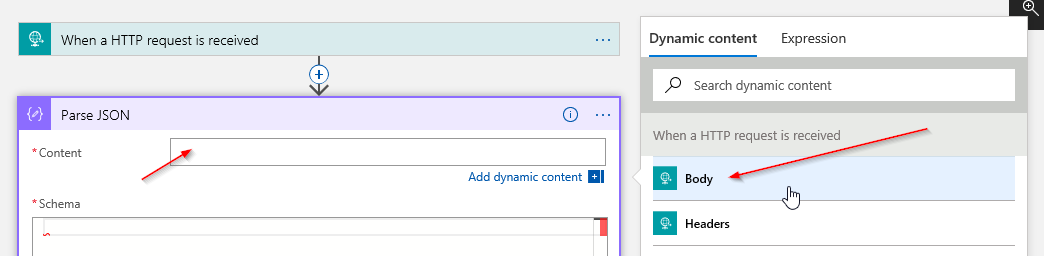 When a HTTP request is received
Parse JSON
*Content
Add dynamic content
*Schema
Dynamic content Expression
Search dynamic content
When a HTTP request is received
Body
Headers